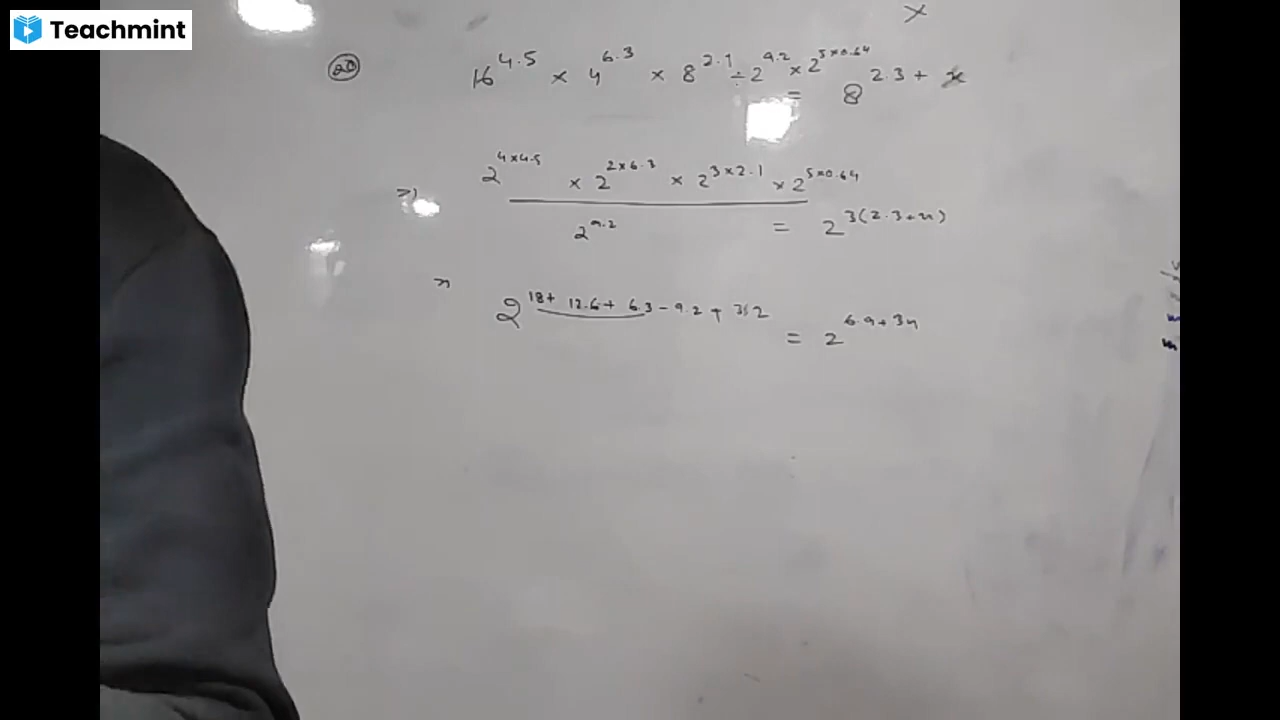 Teachmint
×
20 16^4.5 × 4^6.3 × 8^2.1 ÷ 2^9.2 × 2^5×0.64 = 8^2.3 + x
⇒ 2^4×4.5 × 2^2×6.3 × 2^3×2.1 × 2^5×0.64
2^9.2 = 2^3(2.3+x)
2^18+ 12.6+ 6.3 – 9.2 + 3.2 = 2^6.9+3x